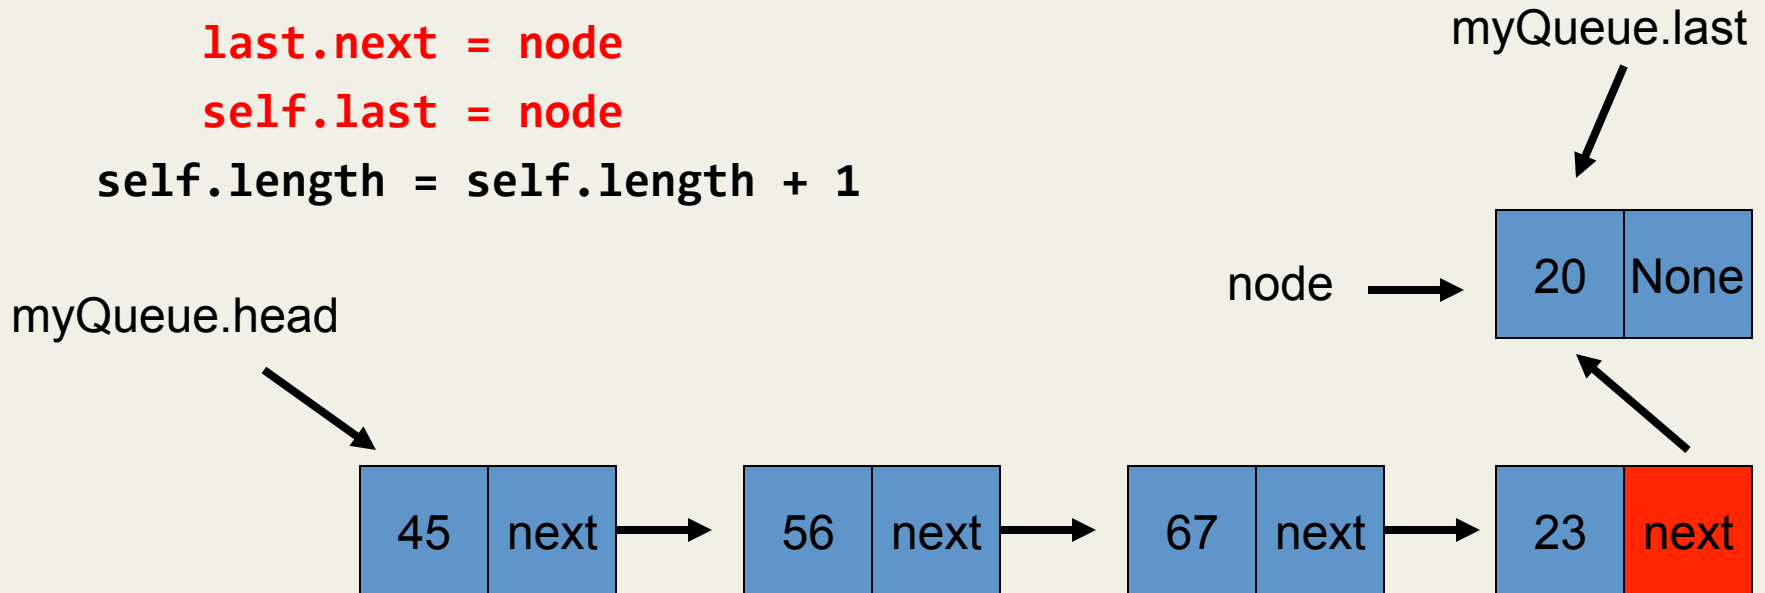 last.next = node
self.last = node
self.length = self.length + 1
myQueue.last
node
20 None
myQueue.head
45 next 56 next 67 next 23 next